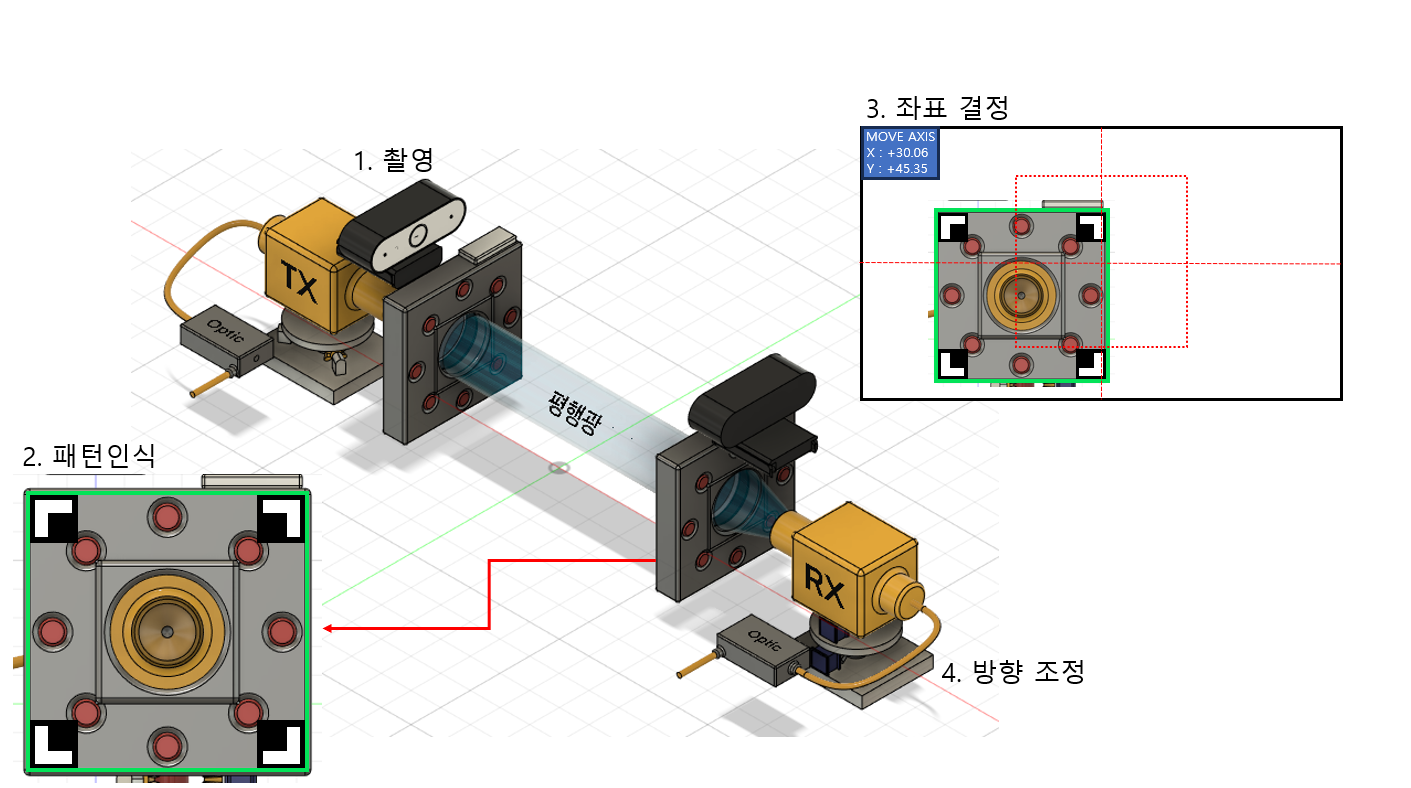 3. 좌표 결정
MOVE AXIS
X : +30.06
Y : +45.35
1. 촬영
TX
Optic
평행광
2. 패턴인식
RX
Optic
4. 방향 조정